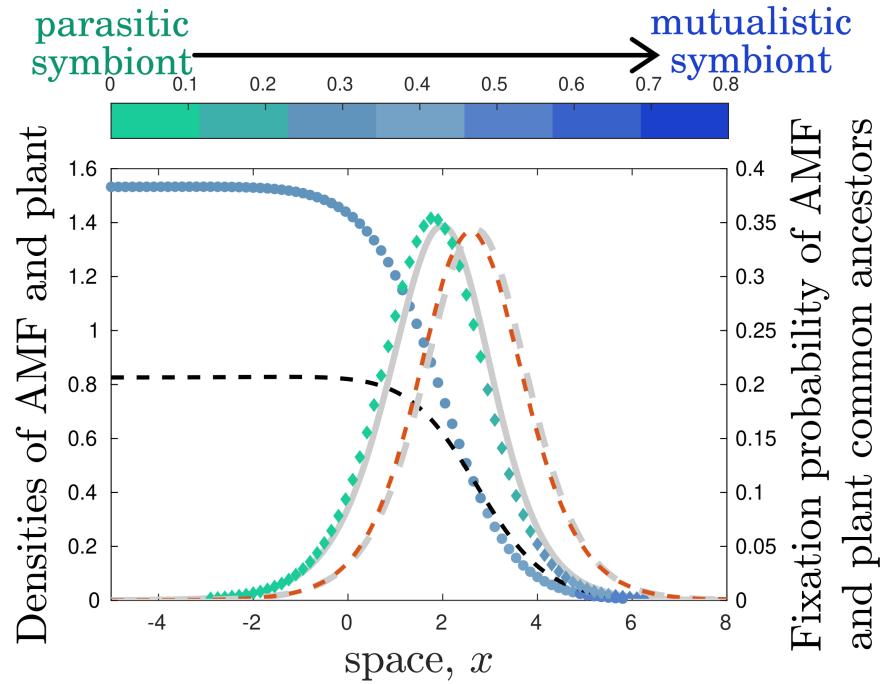 parasitic
symbiont
mutualistic
symbiont
0 0.1 0.2 0.3 0.4 0.5 0.6 0.7 0.8
Densities of AMF and plant
1.6
1.4
1.2
1
0.8
0.6
0.4
0.2
0
0.4
0.35
0.3
0.25
0.2
0.15
0.1
0.05
0
Fixation probability of AMF
and plant common ancestors
-4 -2 0 2 4 6 8
space, x